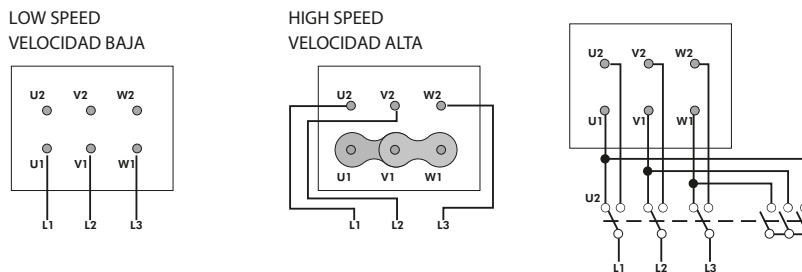 LOW SPEED
VELOCIDAD BAJA
U2 V2 W2
U1 V1 W1
L1 L2 L3
HIGH SPEED
VELOCIDAD ALTA
U2 V2 W2
U1 V1 W1
L1 L2 L3
U2 V2 W2
U1 V1 W1
U2
L1 L2 L3